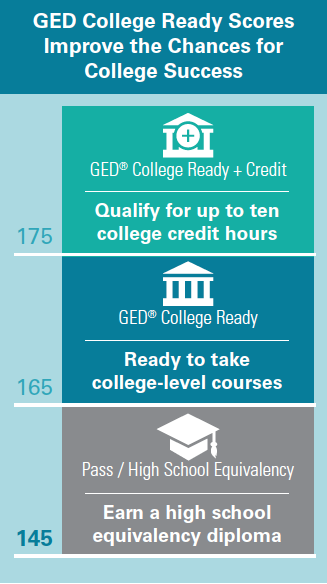 GED College Ready Scores
Improve the Chances for
College Success
GED® College Ready + Credit
Qualify for up to ten
college credit hours
175
GED® College Ready
Ready to take
college-level courses
165
Pass / High School Equivalency
Earn a high school
equivalency diploma
145